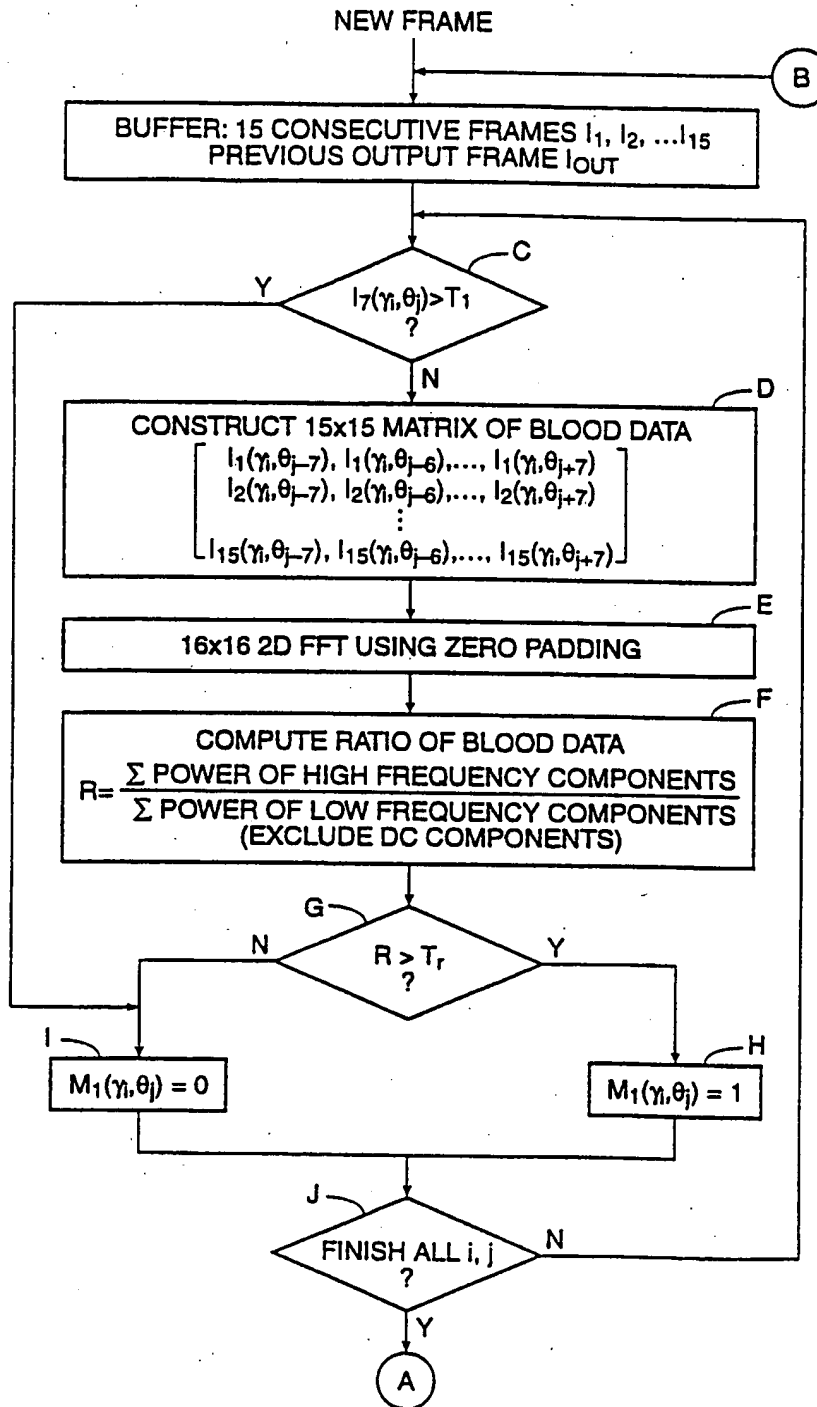 NEW FRAME
B
BUFFER: 15 CONSECUTIVE FRAMES I₁, I₂, ...I₁₅
PREVIOUS OUTPUT FRAME I_OUT
C
Y
I₇(γᵢ,θⱼ)>T₁
?
N
D
CONSTRUCT 15x15 MATRIX OF BLOOD DATA
I₁(γᵢ,θⱼ₋₇), I₁(γᵢ,θⱼ₋₆),..., I₁(γᵢ,θⱼ₊₇)
I₂(γᵢ,θⱼ₋₇), I₂(γᵢ,θⱼ₋₆),..., I₂(γᵢ,θⱼ₊₇)
⋮
I₁₅(γᵢ,θⱼ₋₇), I₁₅(γᵢ,θⱼ₋₆),..., I₁₅(γᵢ,θⱼ₊₇)
E
16x16 2D FFT USING ZERO PADDING
F
COMPUTE RATIO OF BLOOD DATA
R= Σ POWER OF HIGH FREQUENCY COMPONENTS
Σ POWER OF LOW FREQUENCY COMPONENTS
(EXCLUDE DC COMPONENTS)
G
N
R > Tᵣ
?
Y
I
M₁(γᵢ,θⱼ) = 0
H
M₁(γᵢ,θⱼ) = 1
J
FINISH ALL i, j
?
N
Y
A